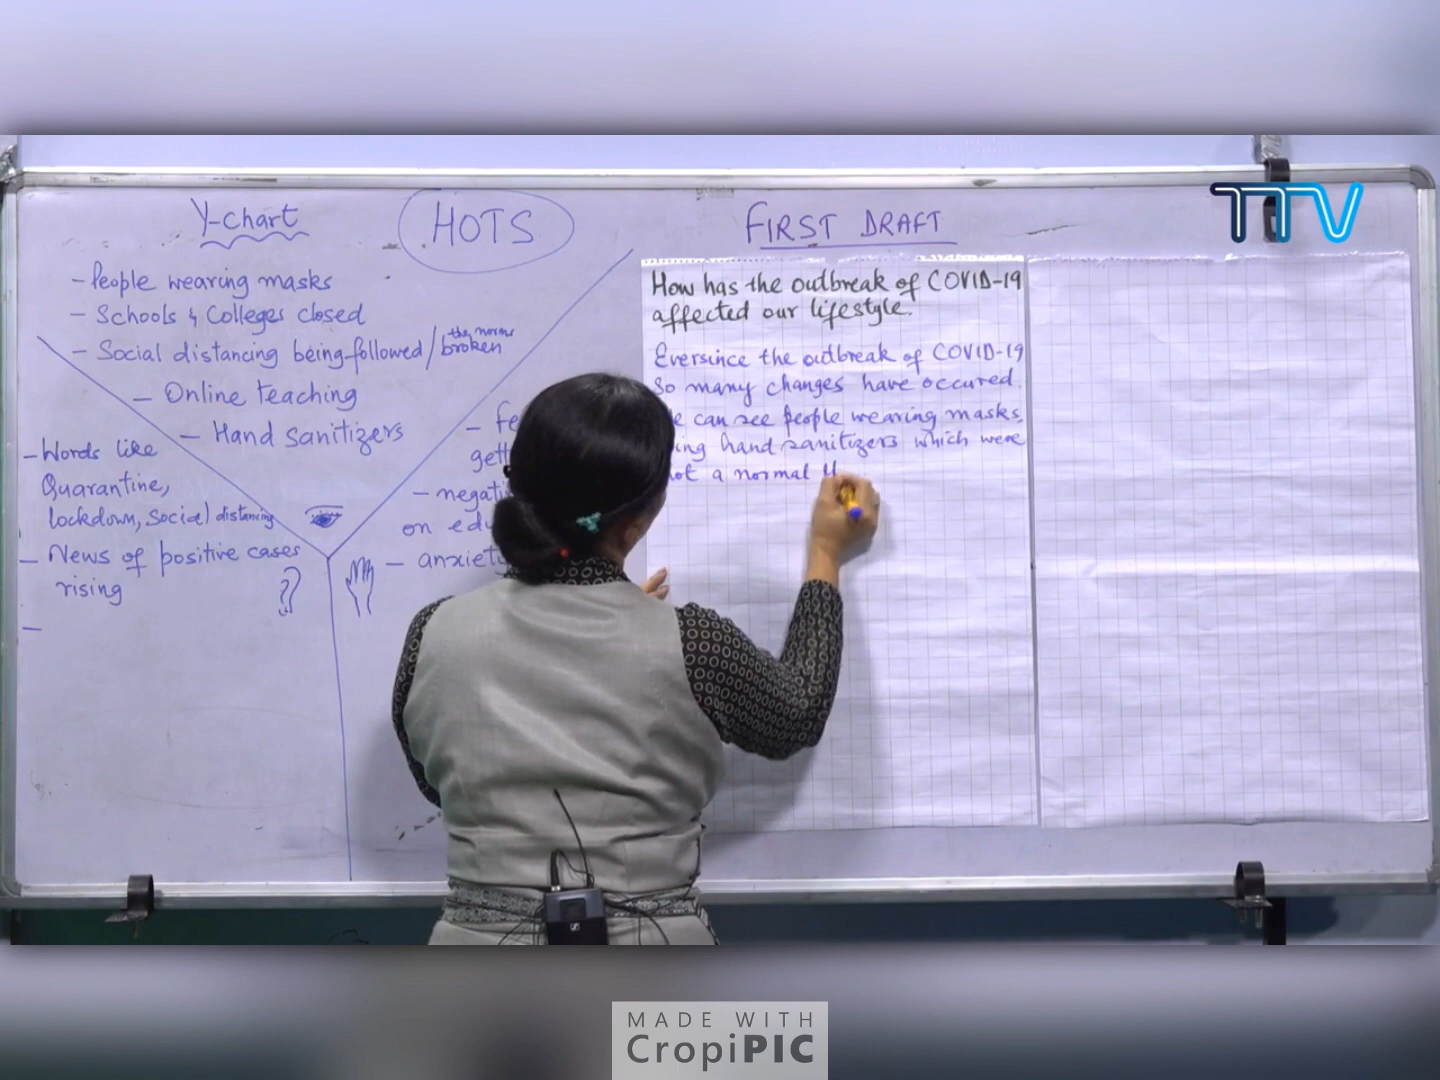 Y-chart
HOTS
FIRST DRAFT
TTV
- People wearing masks
- Schools & Colleges closed
- Social distancing being followed/the norms broken
- Online teaching
- Hand sanitizers
- Words like
Quarantine,
lockdown, Social distancing
- News of positive cases
rising
-
-
-
on
- anxiety
How has the outbreak of COVID-19
affected our lifestyle.
Eversince the outbreak of COVID-19
So many changes have occured.
can see people wearing masks,
hand sanitizers which were
not a normal
MADE WITH
CropiPIC